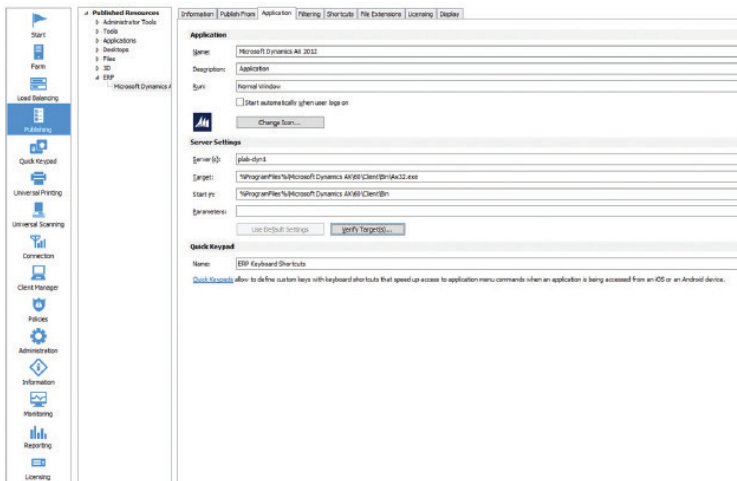 Start
Farm
Load Balancing
Publishing
Quick Keypad
Universal Printing
Universal Scanning
Connection
Client Manager
Policies
Administration
Information
Monitoring
Reporting
Licensing
Published Resources
Administrator Tools
Tools
Applications
Desktops
Files
3D
ERP
Microsoft Dynamics A
Information Publish From Application Filtering Shortcuts File Extensions Licensing Display
Application
Name: Microsoft Dynamics AX 2012
Description: Application
Run: Normal Window
Start automatically when user logs on
Change Icon...
Server Settings
Server(s): plab-dyn1
Target: %ProgramFiles%\Microsoft Dynamics AX\60\Client\Bin\Ax32.exe
Start in: %ProgramFiles%\Microsoft Dynamics AX\60\Client\Bin
Parameters:
Use Default Settings Verify Target(s)...
Quick Keypad
Name: ERP Keyboard Shortcuts
Quick Keypads allow to define custom keys with keyboard shortcuts that speed up access to application menu commands when an application is being accessed from an iOS or an Android device.